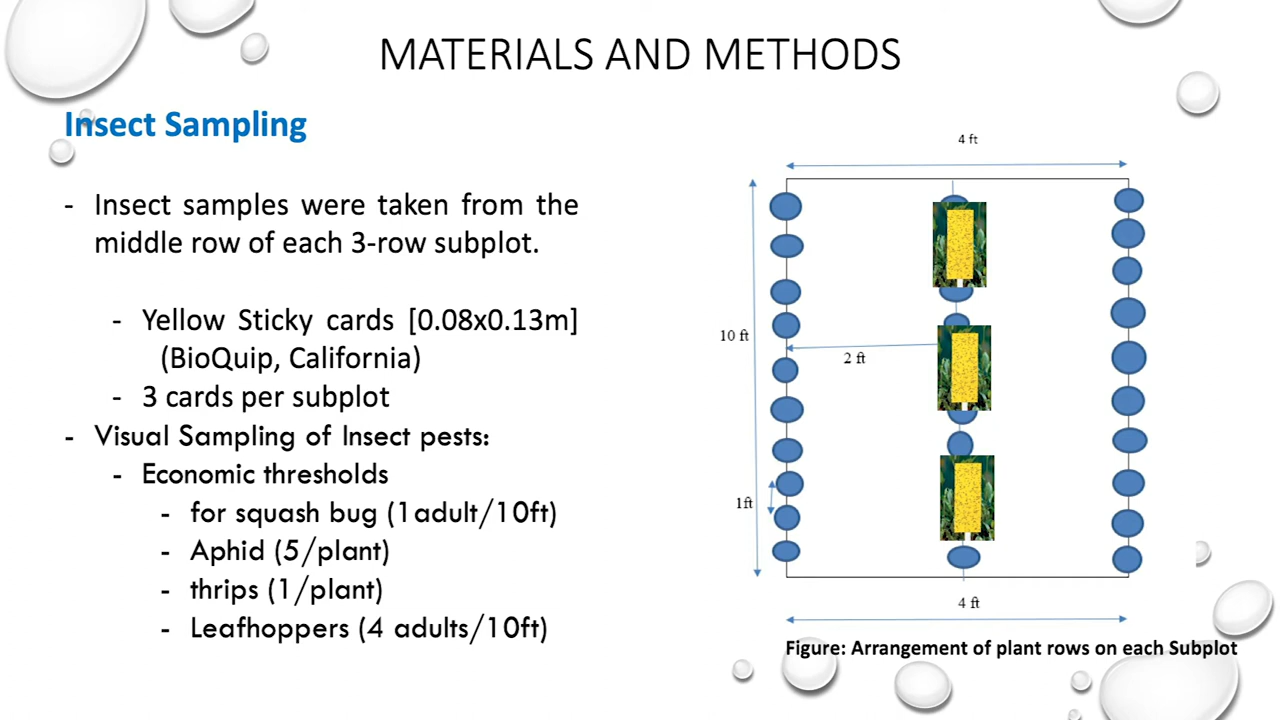 MATERIALS AND METHODS
Insect Sampling
- Insect samples were taken from the
middle row of each 3-row subplot.
- Yellow Sticky cards [0.08x0.13m]
(BioQuip, California)
- 3 cards per subplot
- Visual Sampling of Insect pests:
- Economic thresholds
- for squash bug (1adult/10ft)
- Aphid (5/plant)
- thrips (1/plant)
- Leafhoppers (4 adults/10ft)
4 ft
10 ft
2 ft
1ft
4 ft
Figure: Arrangement of plant rows on each Subplot